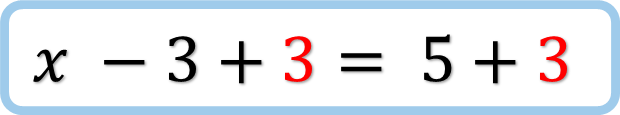 x − 3 + 3 = 5 + 3